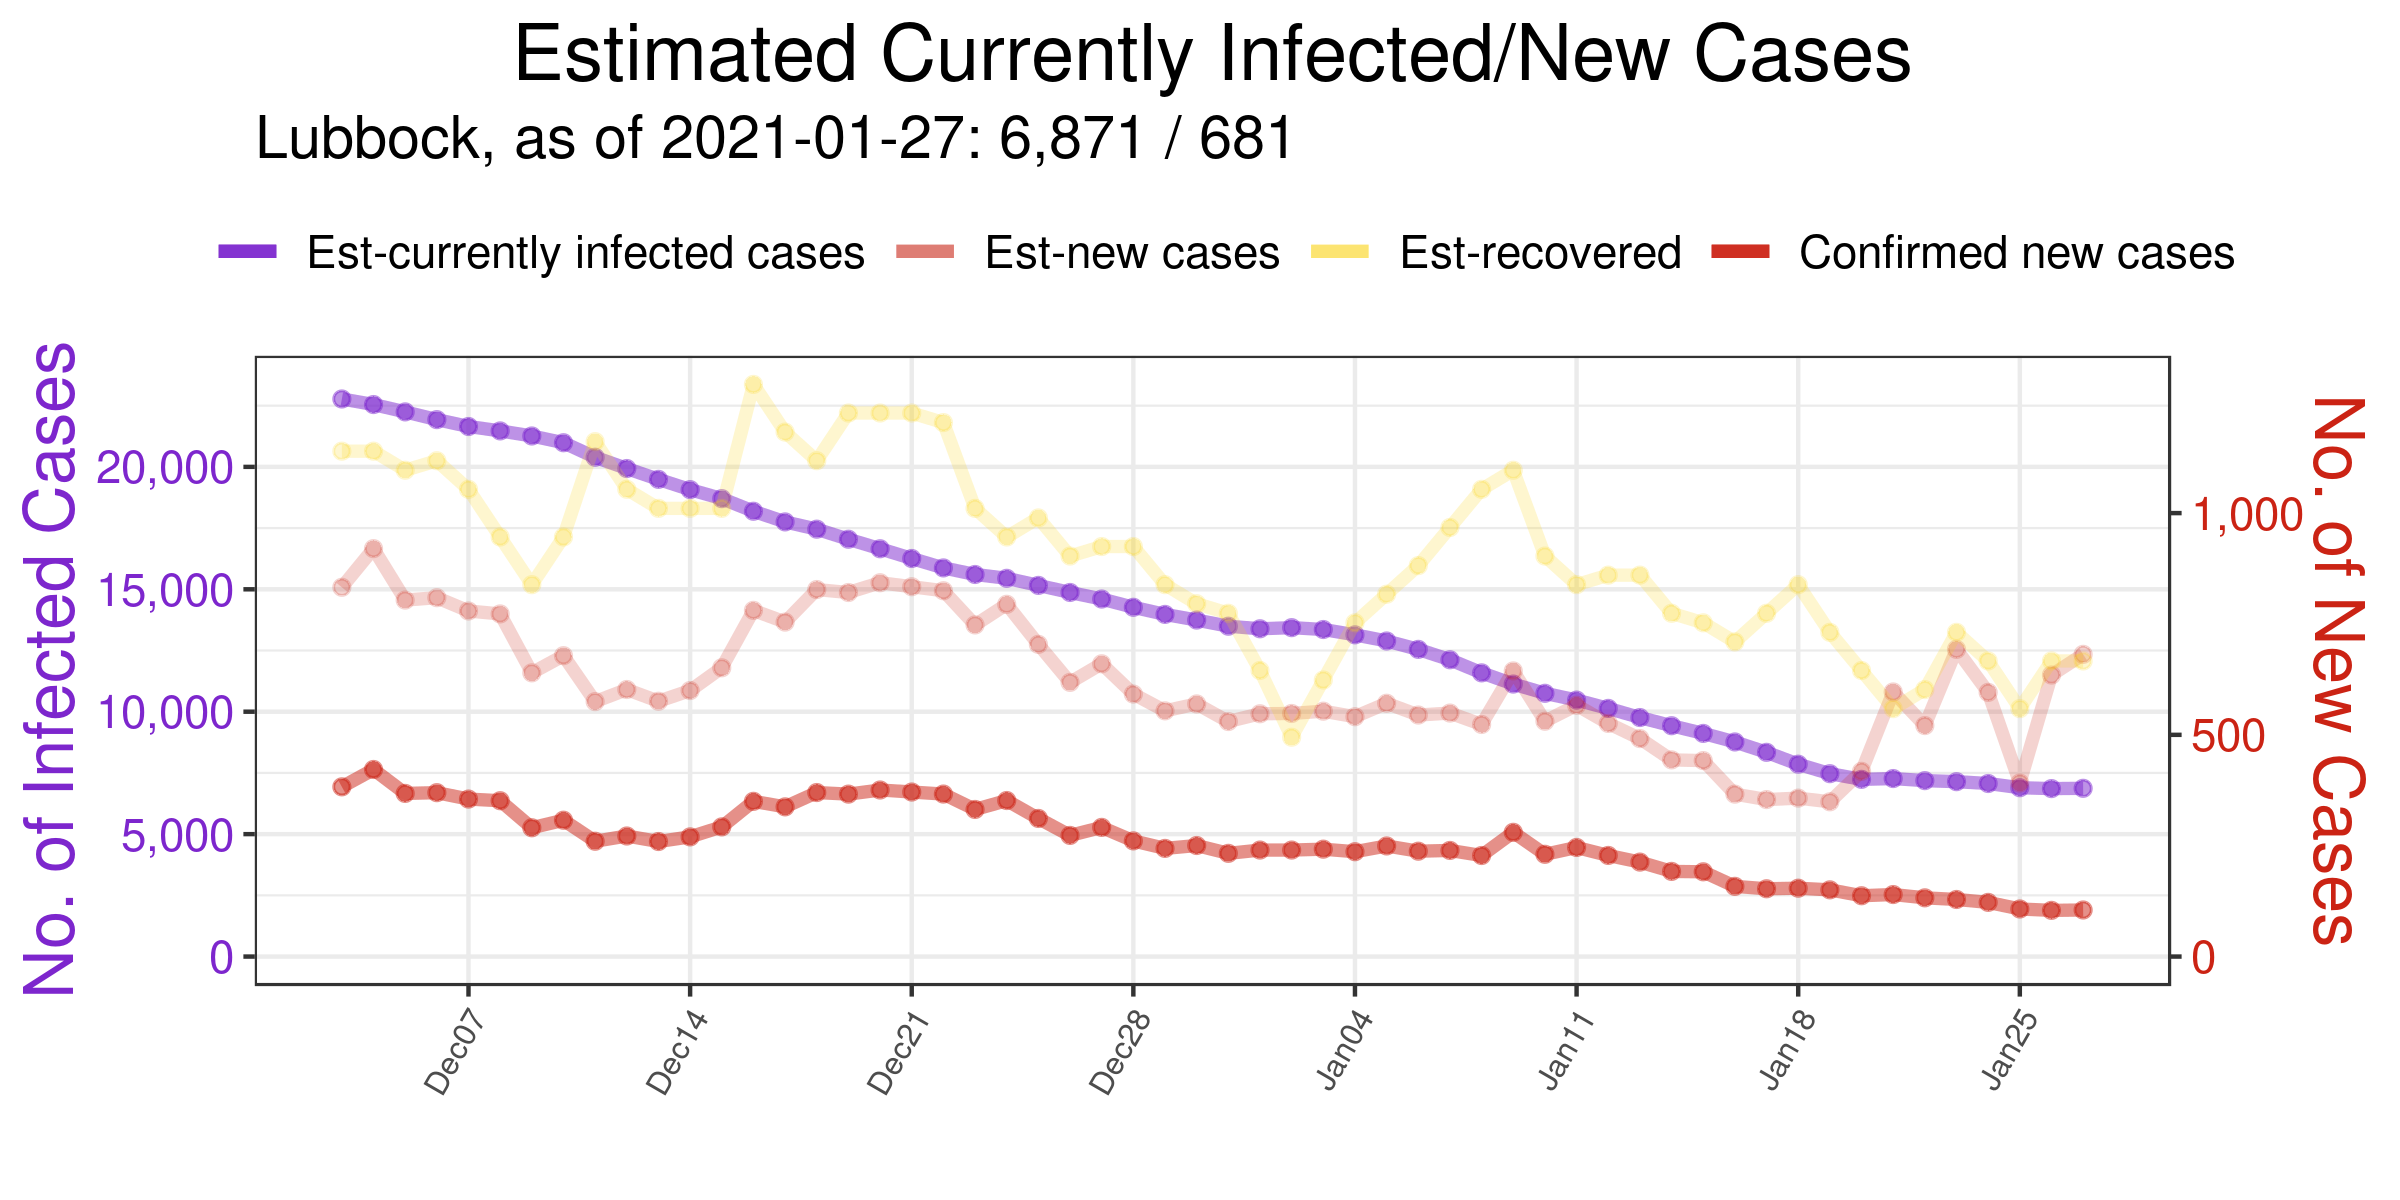 Estimated Currently Infected/New Cases
Lubbock, as of 2021-01-27: 6,871 / 681
Est-currently infected cases Est-new cases Est-recovered Confirmed new cases
No. of Infected Cases
20,000
15,000
10,000
5,000
0
1,000
500
0
No. of New Cases
Dec07 Dec14 Dec21 Dec28 Jan04 Jan11 Jan18 Jan25